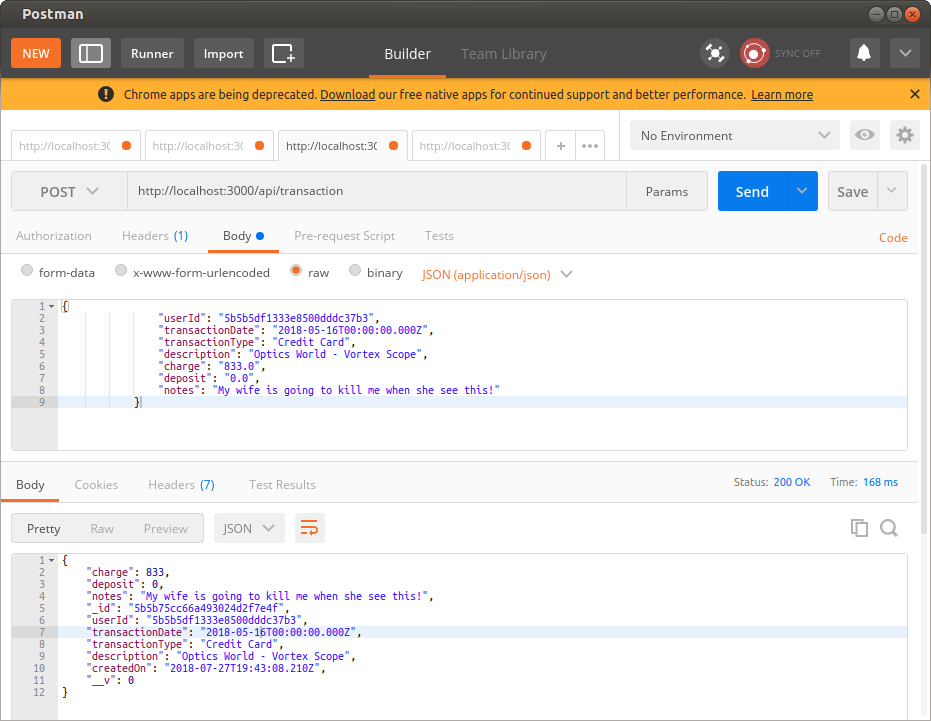 Postman
NEW Runner Import Builder Team Library SYNC OFF
! Chrome apps are being deprecated. Download our free native apps for continued support and better performance. Learn more
http://localhost:30 http://localhost:30 http://localhost:30 http://localhost:30 + ••• No Environment
POST http://localhost:3000/api/transaction Params Send Save
Authorization Headers (1) Body Pre-request Script Tests Code
form-data x-www-form-urlencoded raw binary JSON (application/json)
1 {
2 "userId": "5b5b5df1333e8500dddc37b3",
3 "transactionDate": "2018-05-16T00:00:00.000Z",
4 "transactionType": "Credit Card",
5 "description": "Optics World - Vortex Scope",
6 "charge": "833.0",
7 "deposit": "0.0",
8 "notes": "My wife is going to kill me when she see this!"
9 }
Body Cookies Headers (7) Test Results Status: 200 OK Time: 168 ms
Pretty Raw Preview JSON
1 {
2 "charge": 833,
3 "deposit": 0,
4 "notes": "My wife is going to kill me when she see this!",
5 "_id": "5b5b75cc66a493024d2f7e4f",
6 "userId": "5b5b5df1333e8500dddc37b3",
7 "transactionDate": "2018-05-16T00:00:00.000Z",
8 "transactionType": "Credit Card",
9 "description": "Optics World - Vortex Scope",
10 "createdOn": "2018-07-27T19:43:08.210Z",
11 "__v": 0
12 }